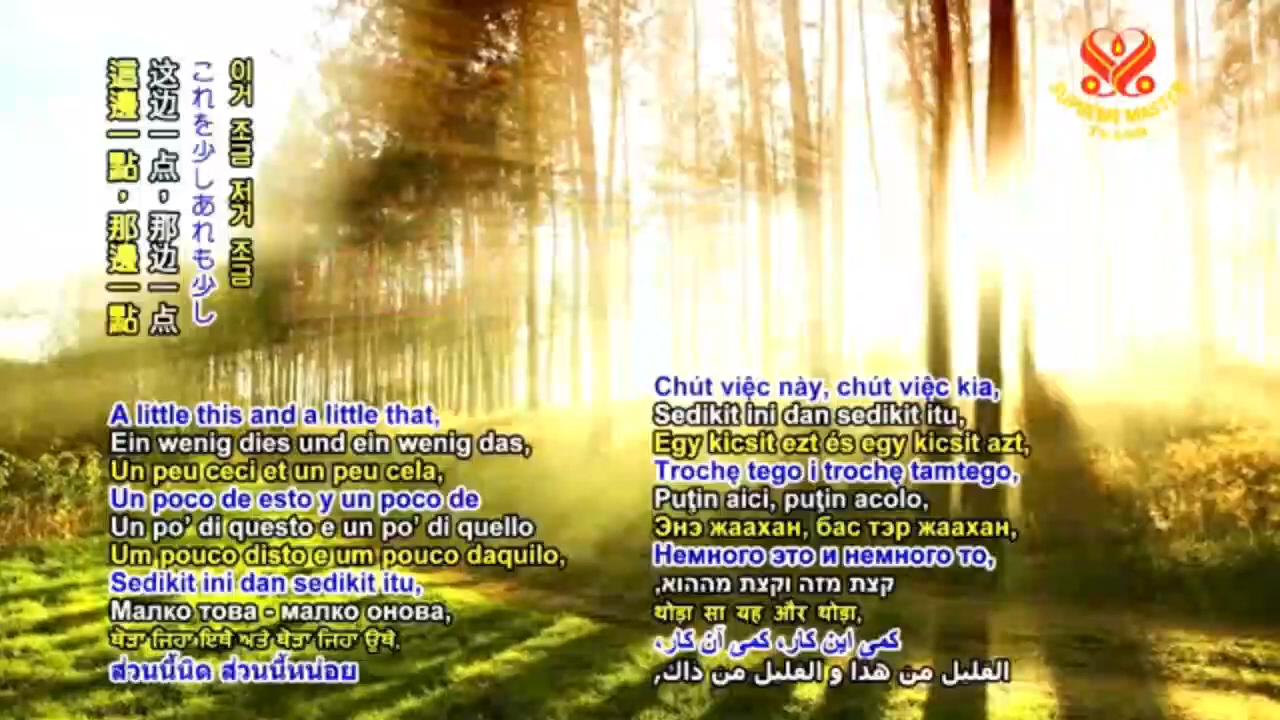 這邊一點，那邊一點
这边一点，那边一点
これを少しあれも少し
이거 조금 저거 조금
SUPREME MASTER
A little this and a little that,
Ein wenig dies und ein wenig das,
Un peu ceci et un peu cela,
Un poco de esto y un poco de
Un po' di questo e un po' di quello
Um pouco disto e um pouco daquilo,
Sedikit ini dan sedikit itu,
Малко това - малко онова,
ਥੋੜਾ ਜਿਹਾ ਇਥੇ ਅਤੇ ਥੋੜਾ ਜਿਹਾ ਉਥੇ.
ส่วนนี้นิด ส่วนนี้หน่อย
Chút việc này, chút việc kia,
Sedikit ini dan sedikit itu,
Egy kicsit ezt és egy kicsit azt,
Trochę tego i trochę tamtego,
Puţin aici, puţin acolo,
Энэ жаахан, бас тэр жаахан,
Немного это и немного то,
קצת מזה וקצת מההוא,
थोड़ा सा यह और थोड़ा,
کمی این کار، کمی آن کار،
القليل من هذا و القليل من ذاك,